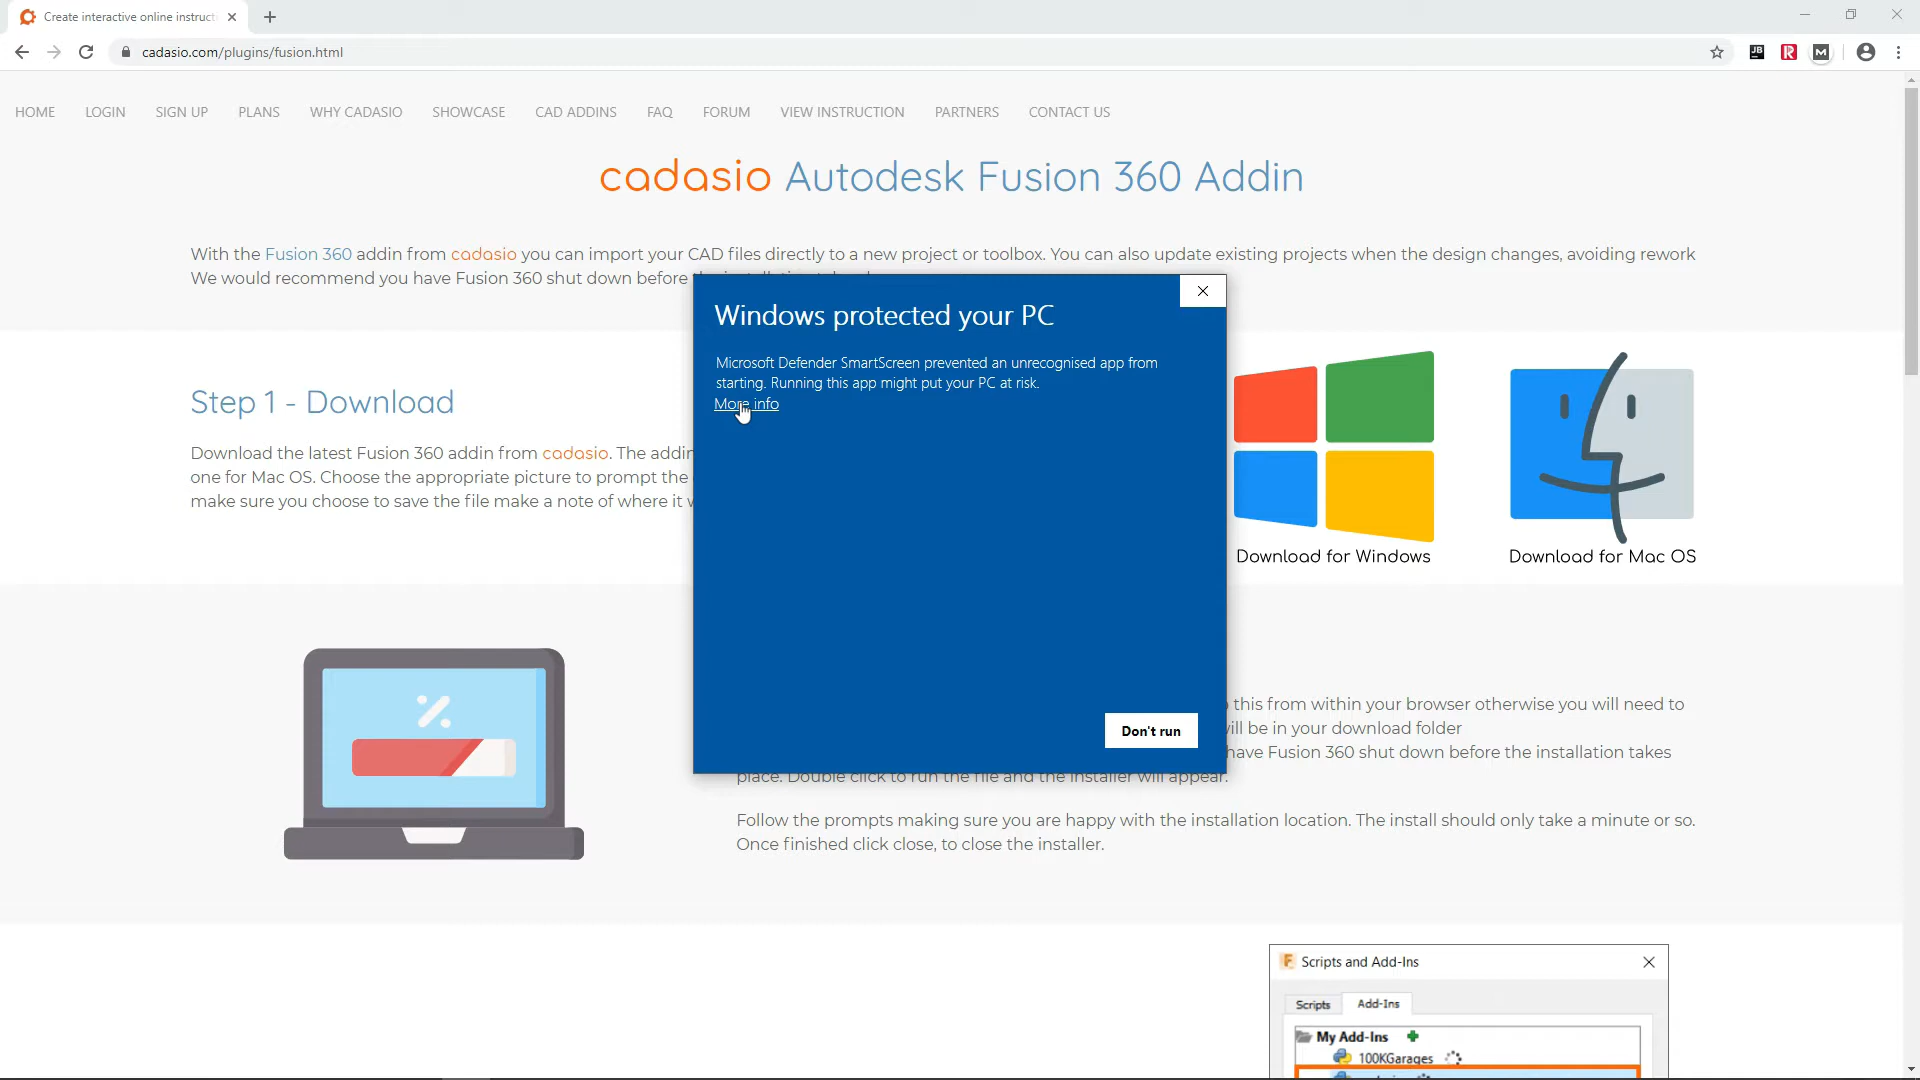 Create interactive online instruct
cadasio.com/plugins/fusion.html
JB
R
M
HOME
LOGIN
SIGN UP
PLANS
WHY CADASIO
SHOWCASE
CAD ADDINS
FAQ
FORUM
VIEW INSTRUCTION
PARTNERS
CONTACT US
cadasio Autodesk Fusion 360 Addin
With the Fusion 360 addin from cadasio you can import your CAD files directly to a new project or toolbox. You can also update existing projects when the design changes, avoiding rework
We would recommend you have Fusion 360 shut down before
Windows protected your PC
Microsoft Defender SmartScreen prevented an unrecognised app from
starting. Running this app might put your PC at risk.
More info
Don't run
Step 1 - Download
Download the latest Fusion 360 addin from cadasio. The addin
one for Mac OS. Choose the appropriate picture to prompt the
make sure you choose to save the file make a note of where it
Download for Windows
Download for Mac OS
this from within your browser otherwise you will need to
will be in your download folder
have Fusion 360 shut down before the installation takes
place. Double click to run the file and the installer will appear.
Follow the prompts making sure you are happy with the installation location. The install should only take a minute or so.
Once finished click close, to close the installer.
F
Scripts and Add-Ins
Scripts
Add-Ins
My Add-Ins
100KGarages